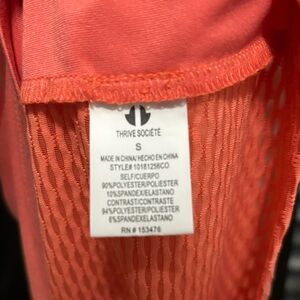 THRIVE SOCIÉTÉ
S
MADE IN CHINA/HECHO EN CHINA
STYLE# 10181256CO
SELF/CUERPO
90%POLYESTER/POLIESTER
10%SPANDEX/ELASTANO
CONTRAST/CONTRASTE
94%POLYESTER/POLIESTER
6%SPANDEX/ELASTANO
RN # 153476